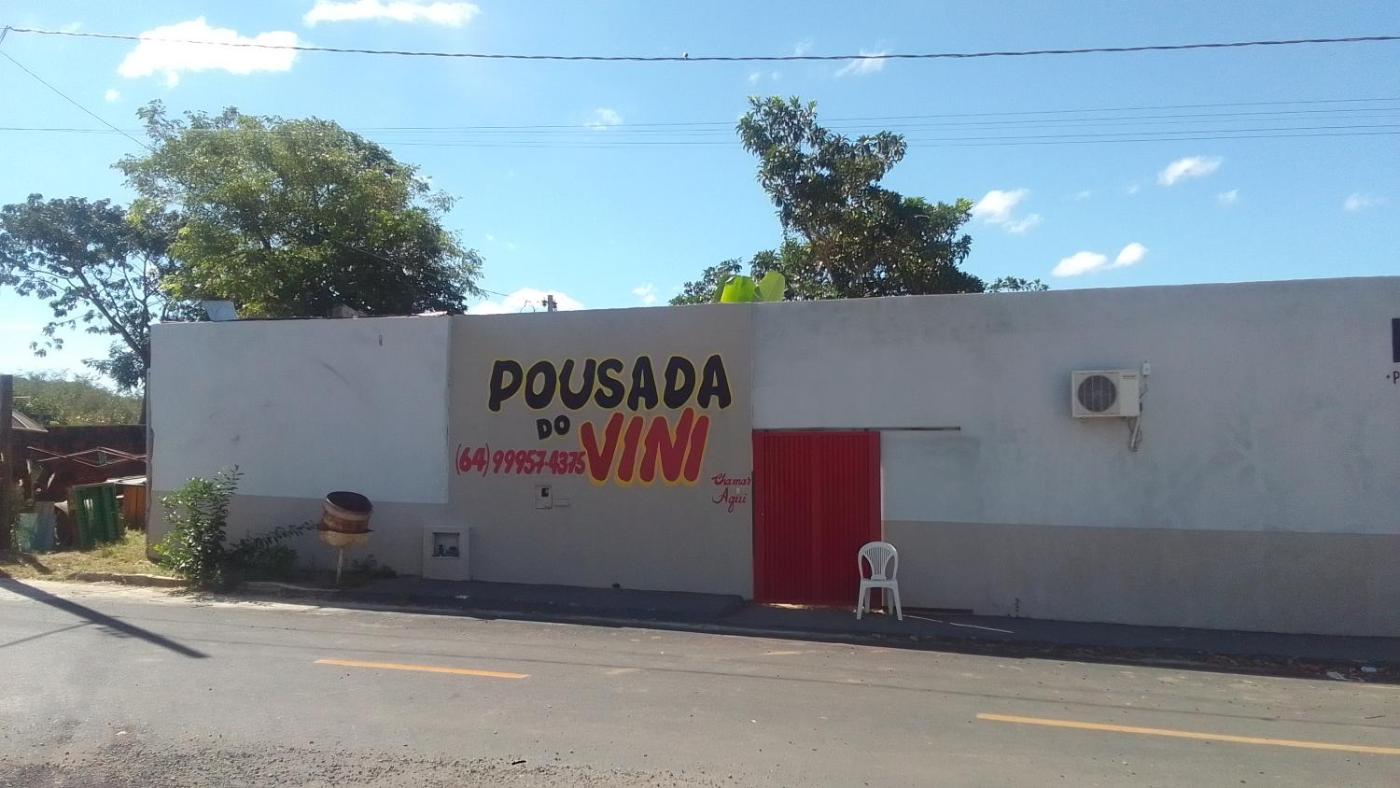 POUSADA
DO
VINI
(64) 99957-4375
Chamar
Aqui